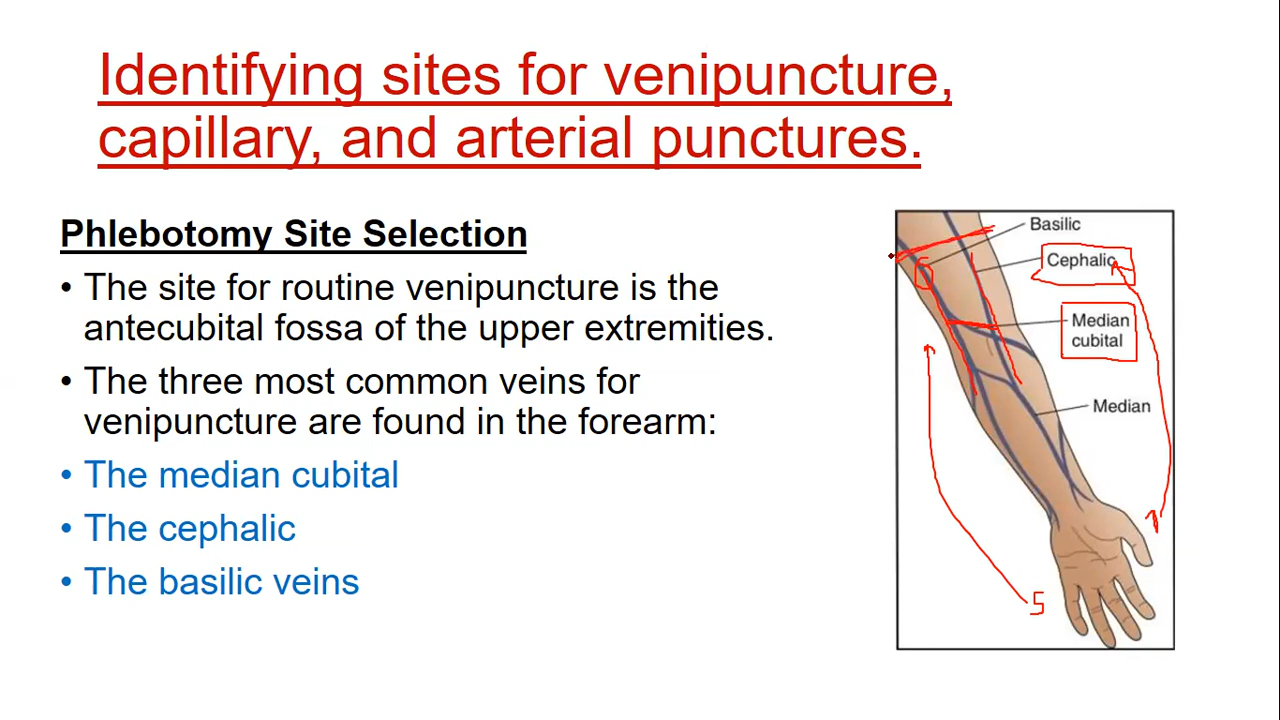 Identifying sites for venipuncture,
capillary, and arterial punctures.
Phlebotomy Site Selection
• The site for routine venipuncture is the
antecubital fossa of the upper extremities.
• The three most common veins for
venipuncture are found in the forearm:
• The median cubital
• The cephalic
• The basilic veins
Basilic
Cephalic
Median
cubital
Median
5